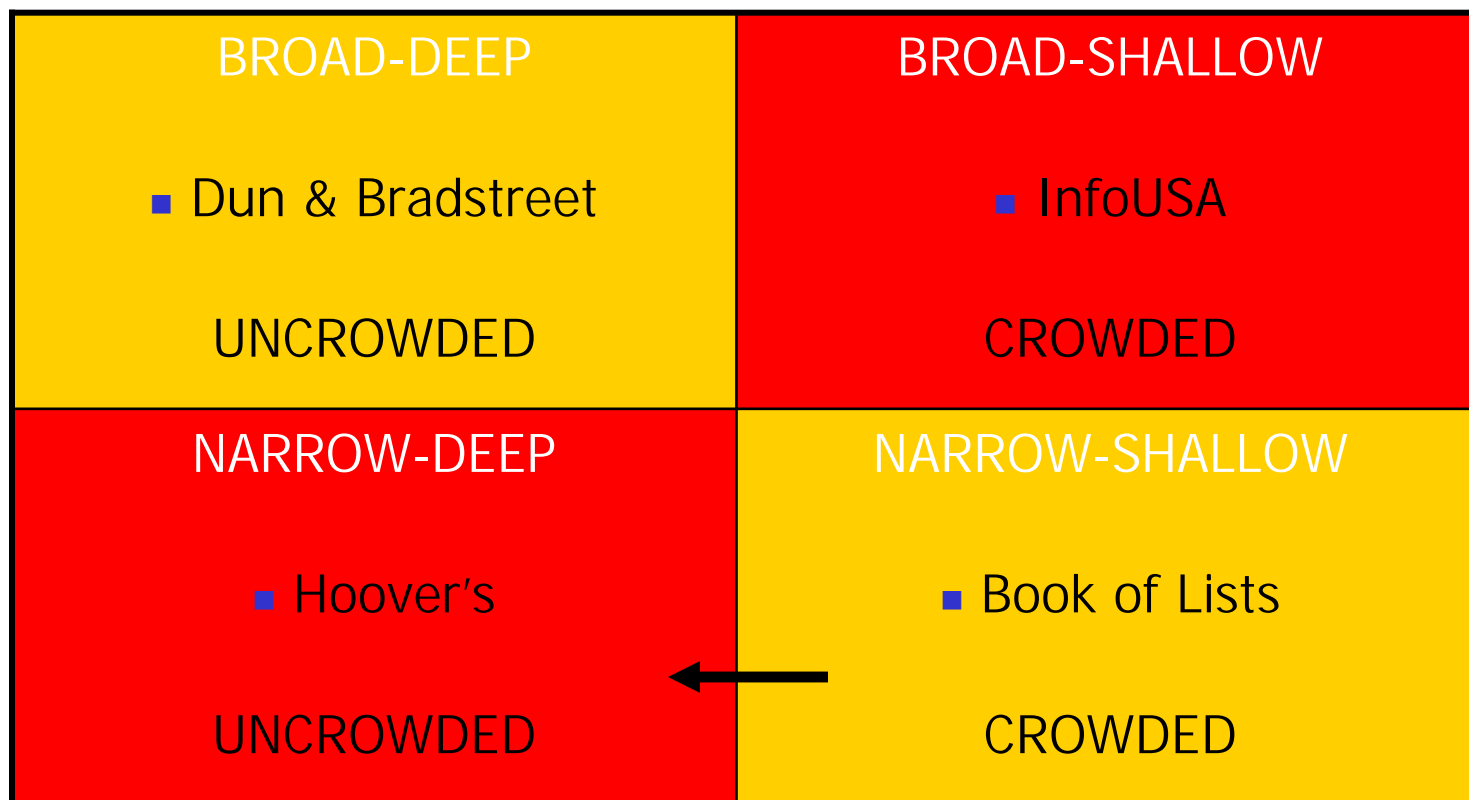 BROAD-DEEP
▪ Dun & Bradstreet
UNCROWDED
BROAD-SHALLOW
▪ InfoUSA
CROWDED
NARROW-DEEP
▪ Hoover's
UNCROWDED
NARROW-SHALLOW
▪ Book of Lists
CROWDED